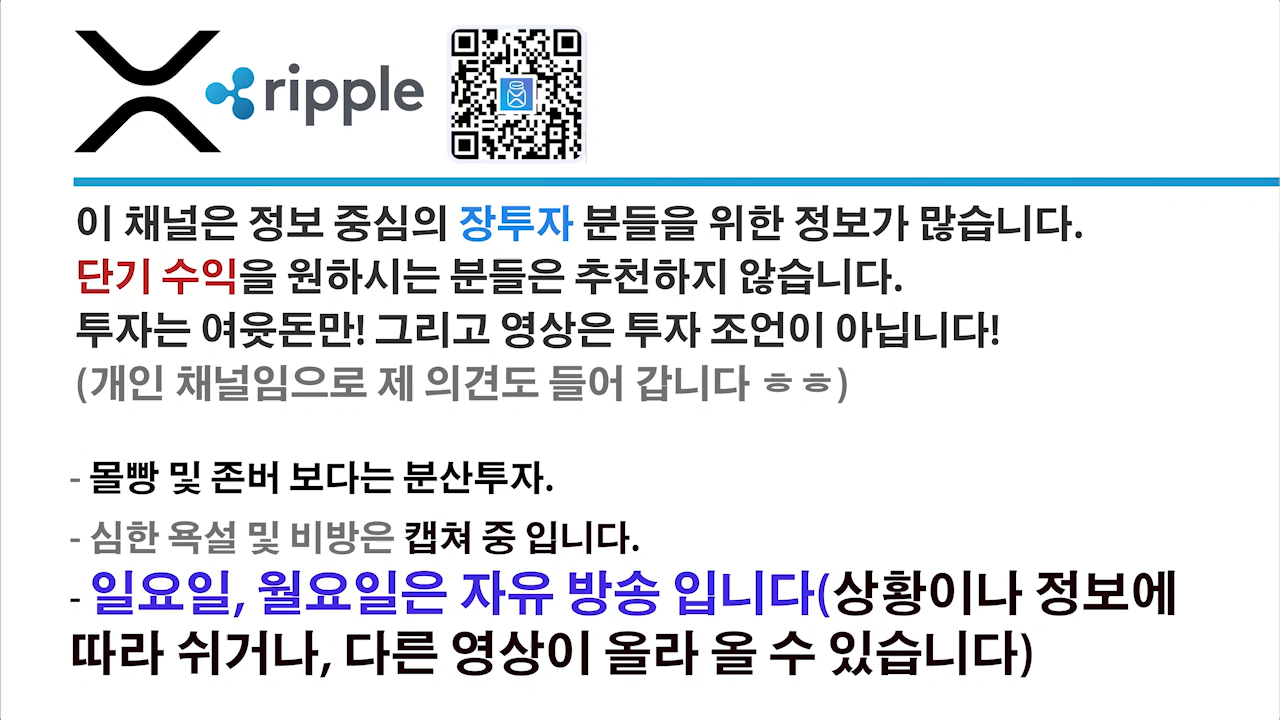 ripple
이 채널은 정보 중심의 장투자 분들을 위한 정보가 많습니다.
단기 수익을 원하시는 분들은 추천하지 않습니다.
투자는 여윳돈만! 그리고 영상은 투자 조언이 아닙니다!
(개인 채널임으로 제 의견도 들어 갑니다 ㅎㅎ)
- 몰빵 및 존버 보다는 분산투자.
- 심한 욕설 및 비방은 캡쳐 중 입니다.
- 일요일, 월요일은 자유 방송 입니다(상황이나 정보에
따라 쉬거나, 다른 영상이 올라 올 수 있습니다)